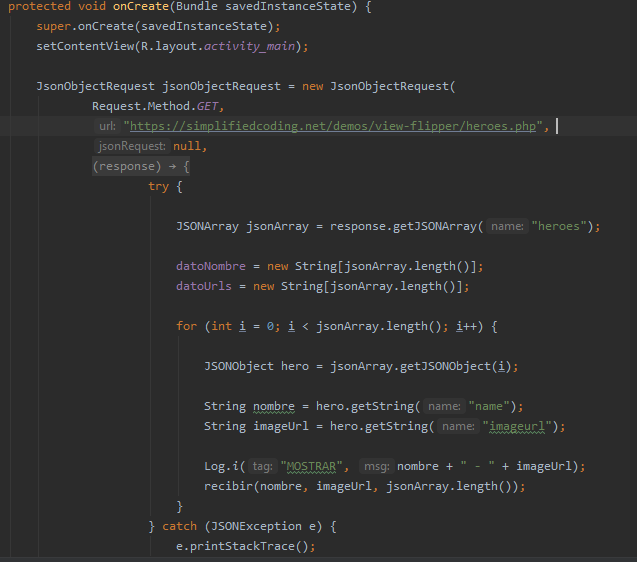 protected void onCreate(Bundle savedInstanceState) {
super.onCreate(savedInstanceState);
setContentView(R.layout.activity_main);
JsonObjectRequest jsonObjectRequest = new JsonObjectRequest(
Request.Method.GET,
url: "https://simplifiedcoding.net/demos/view-flipper/heroes.php",
jsonRequest: null,
(response) → {
try {
JSONArray jsonArray = response.getJSONArray( name: "heroes");
datoNombre = new String[jsonArray.length()];
datoUrls = new String[jsonArray.length()];
for (int i = 0; i < jsonArray.length(); i++) {
JSONObject hero = jsonArray.getJSONObject(i);
String nombre = hero.getString( name: "name");
String imageUrl = hero.getString( name: "imageurl");
Log.i( tag: "MOSTRAR", msg: nombre + " - " + imageUrl);
recibir(nombre, imageUrl, jsonArray.length());
}
} catch (JSONException e) {
e.printStackTrace();